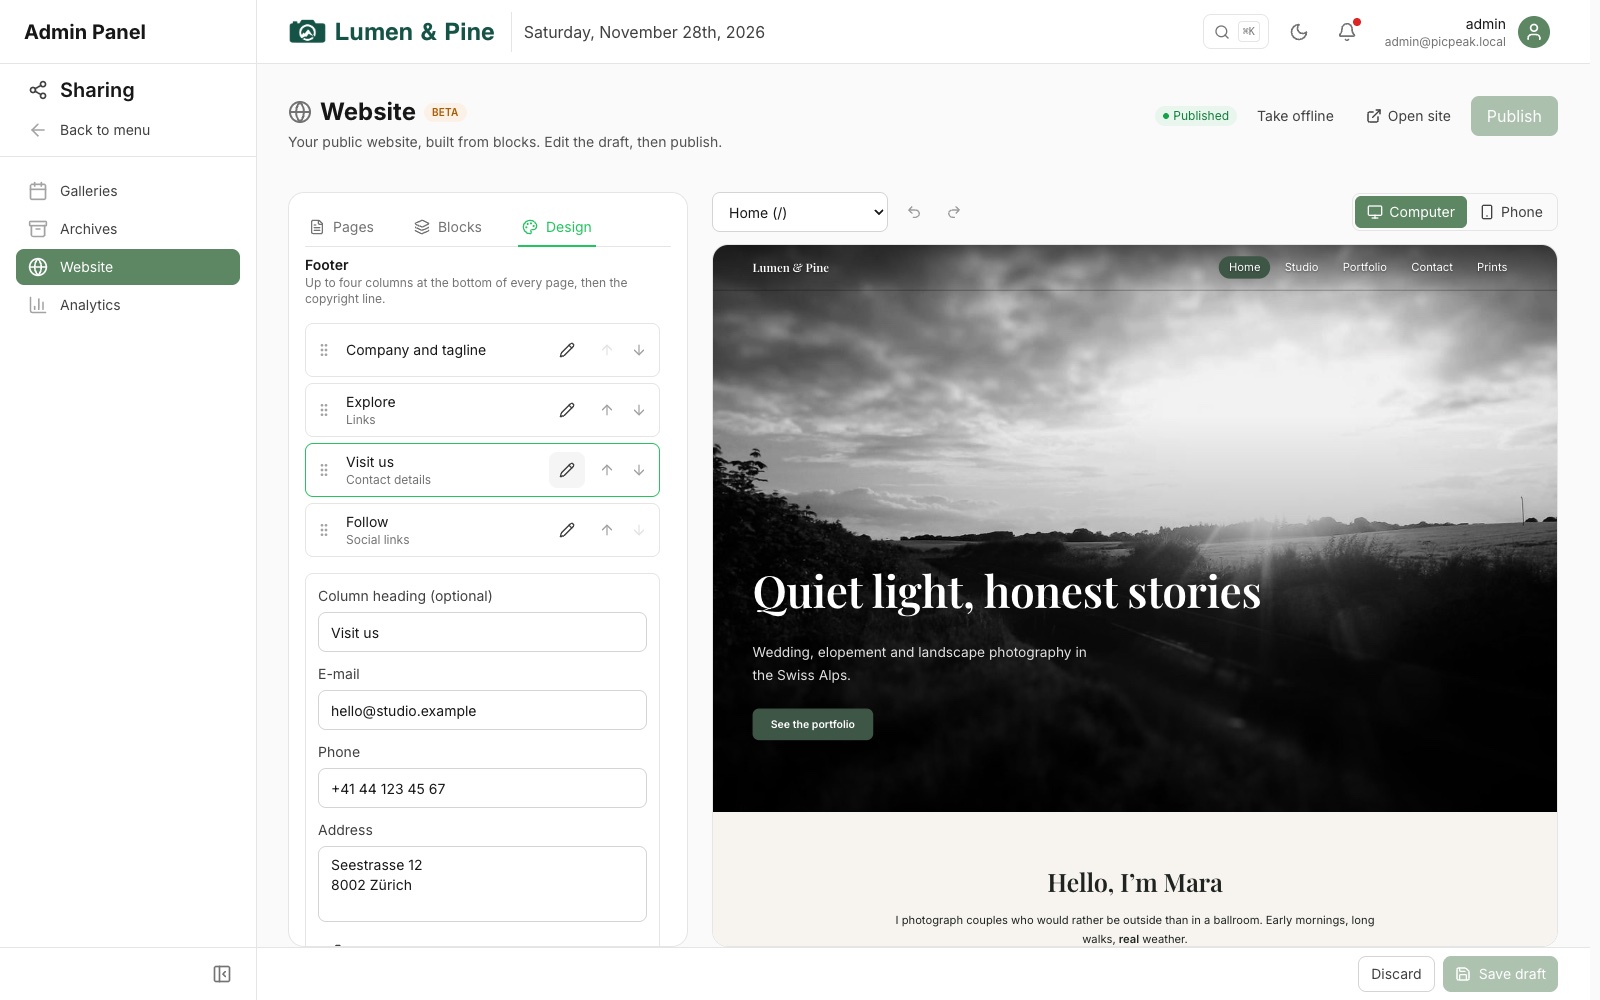 Admin Panel
Lumen & Pine
Saturday, November 28th, 2026
⌘K
admin
admin@picpeak.local
Sharing
Back to menu
Galleries
Archives
Website
Analytics
Website
BETA
Your public website, built from blocks. Edit the draft, then publish.
Published
Take offline
Open site
Publish
Pages
Blocks
Design
Footer
Up to four columns at the bottom of every page, then the
copyright line.
Company and tagline
Explore
Links
Visit us
Contact details
Follow
Social links
Column heading (optional)
Visit us
E-mail
hello@studio.example
Phone
+41 44 123 45 67
Address
Seestrasse 12
8002 Zürich
Home (/)
Computer
Phone
Lumen & Pine
Home
Studio
Portfolio
Contact
Prints
Quiet light, honest stories
Wedding, elopement and landscape photography in
the Swiss Alps.
See the portfolio
Hello, I’m Mara
I photograph couples who would rather be outside than in a ballroom. Early mornings, long
walks, real weather.
Discard
Save draft